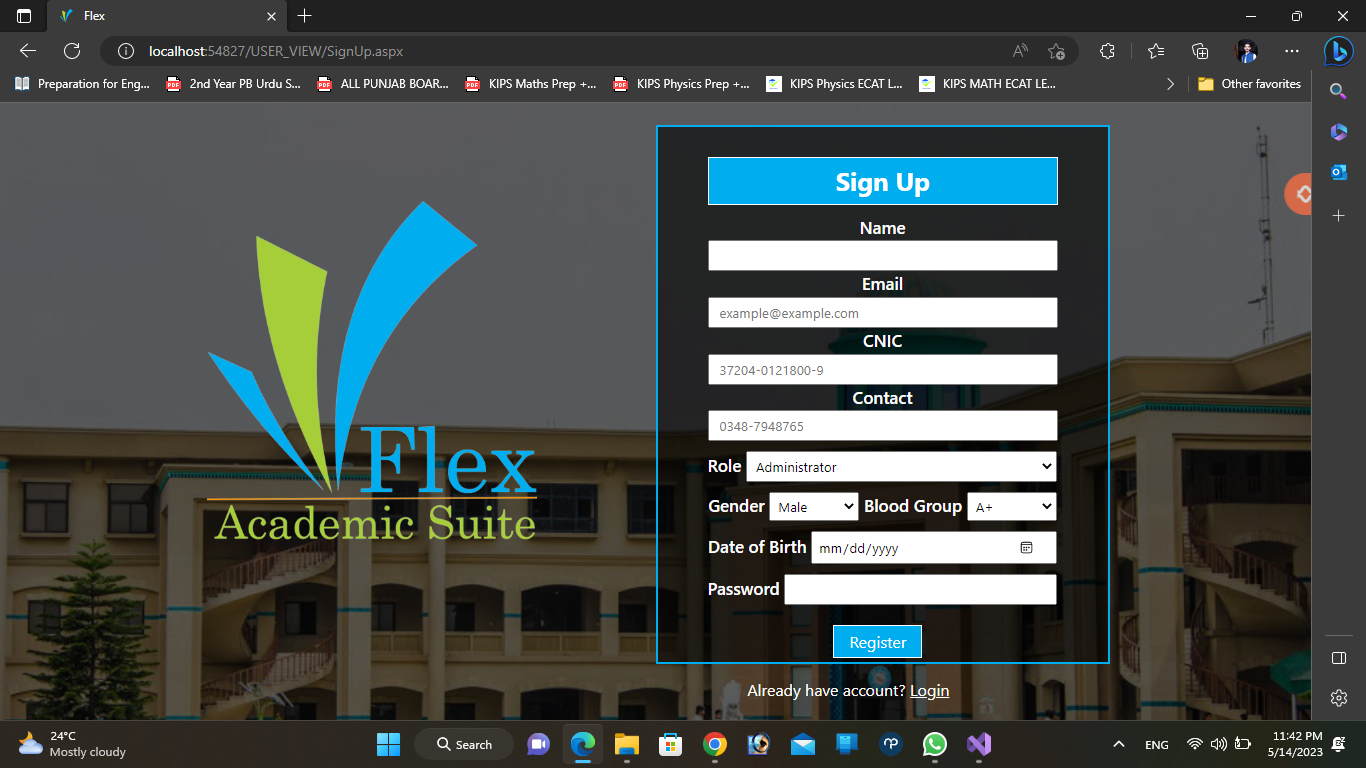 Flex
localhost:54827/USER_VIEW/SignUp.aspx
Preparation for Eng... 2nd Year PB Urdu S... ALL PUNJAB BOAR... KIPS Maths Prep +... KIPS Physics Prep +... KIPS Physics ECAT L... KIPS MATH ECAT LE... Other favorites
Flex
Academic Suite
Sign Up
Name
Email
example@example.com
CNIC
37204-0121800-9
Contact
0348-7948765
Role Administrator
Gender Male Blood Group A+
Date of Birth mm/dd/yyyy
Password
Register
Already have account? Login
24°C
Mostly cloudy
Search
ENG
11:42 PM
5/14/2023